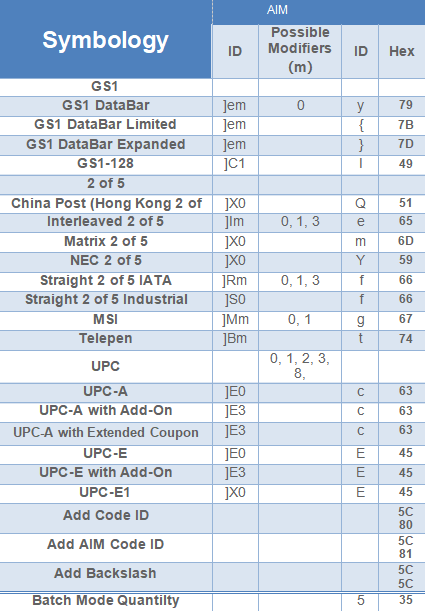 Symbology AIM
ID Possible Modifiers (m) ID Hex
GS1
GS1 DataBar ]em 0 y 79
GS1 DataBar Limited ]em { 7B
GS1 DataBar Expanded ]em } 7D
GS1-128 ]C1 I 49
2 of 5
China Post (Hong Kong 2 of ]X0 Q 51
Interleaved 2 of 5 ]Im 0, 1, 3 e 65
Matrix 2 of 5 ]X0 m 6D
NEC 2 of 5 ]X0 Y 59
Straight 2 of 5 IATA ]Rm 0, 1, 3 f 66
Straight 2 of 5 Industrial ]S0 f 66
MSI ]Mm 0, 1 g 67
Telepen ]Bm t 74
UPC 0, 1, 2, 3, 8,
UPC-A ]E0 c 63
UPC-A with Add-On ]E3 c 63
UPC-A with Extended Coupon ]E3 c 63
UPC-E ]E0 E 45
UPC-E with Add-On ]E3 E 45
UPC-E1 ]X0 E 45
Add Code ID 5C 80
Add AIM Code ID 5C 81
Add Backslash 5C 5C
Batch Mode Quantilty 5 35